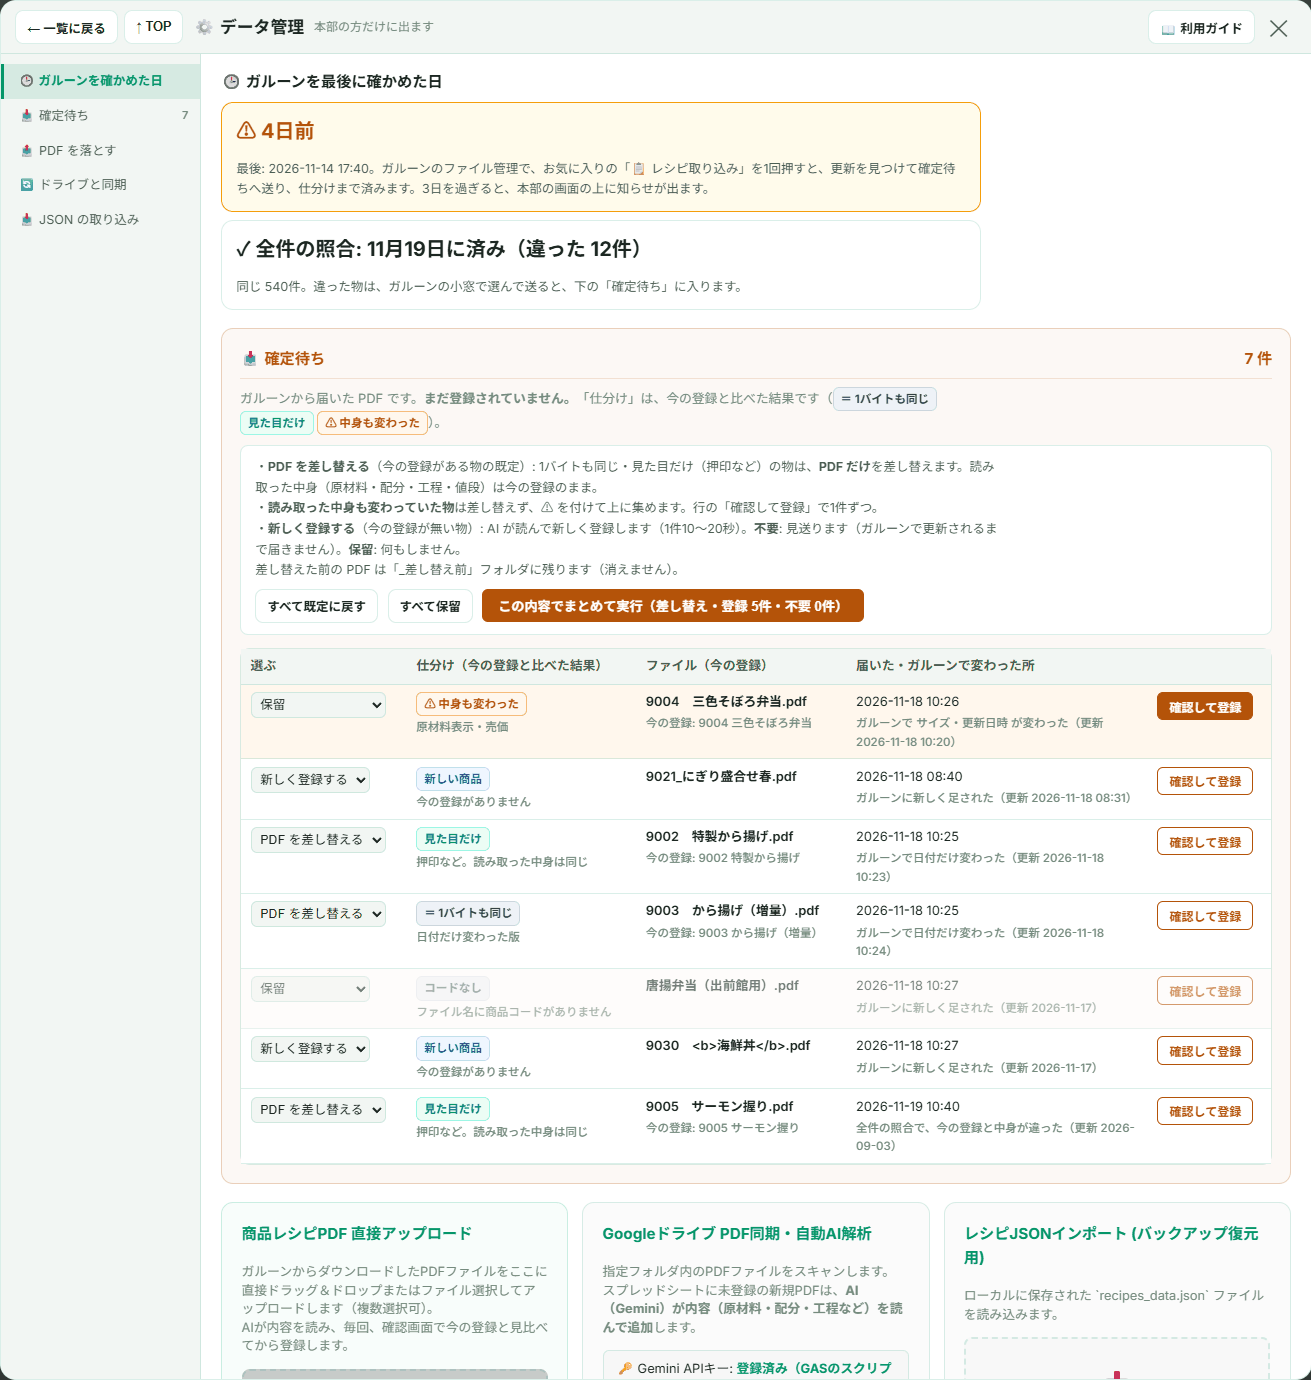 ← 一覧に戻る
↑ TOP
データ管理
本部の方だけに出ます
利用ガイド
ガルーンを確かめた日
確定待ち 7
PDF を落とす
ドライブと同期
JSON の取り込み
ガルーンを最後に確かめた日
⚠ 4日前
最後: 2026-11-14 17:40。ガルーンのファイル管理で、お気に入りの「📋 レシピ取り込み」を1回押すと、更新を見つけて確定待
ちへ送り、仕分けまで済みます。3日を過ぎると、本部の画面の上に知らせが出ます。
✓ 全件の照合: 11月19日に済み（違った 12件）
同じ 540件。違った物は、ガルーンの小窓で選んで送ると、下の「確定待ち」に入ります。
確定待ち
7 件
ガルーンから届いた PDF です。まだ登録されていません。「仕分け」は、今の登録と比べた結果です（ ＝ 1バイトも同じ
見た目だけ ⚠ 中身も変わった ）。
・PDF を差し替える（今の登録がある物の既定）: 1バイトも同じ・見た目だけ（押印など）の物は、PDF だけを差し替えます。読み
取った中身（原材料・配分・工程・値段）は今の登録のまま。
・読み取った中身も変わっていた物は差し替えず、⚠ を付けて上に集めます。行の「確認して登録」で1件ずつ。
・新しく登録する（今の登録が無い物）: AI が読んで新しく登録します（1件10〜20秒）。不要: 見送ります（ガルーンで更新されるま
で届きません）。保留: 何もしません。
差し替えた前の PDF は「_差し替え前」フォルダに残ります（消えません）。
すべて既定に戻す
すべて保留
この内容でまとめて実行（差し替え・登録 5件・不要 0件）
選ぶ
仕分け（今の登録と比べた結果）
ファイル（今の登録）
届いた・ガルーンで変わった所
保留
⚠ 中身も変わった
原材料表示・売価
9004　三色そぼろ弁当.pdf
今の登録: 9004 三色そぼろ弁当
2026-11-18 10:26
ガルーンで サイズ・更新日時 が変わった（更新
2026-11-18 10:20）
確認して登録
新しく登録する
新しい商品
今の登録がありません
9021_にぎり盛合せ春.pdf
2026-11-18 08:40
ガルーンに新しく足された（更新 2026-11-18 08:31）
確認して登録
PDF を差し替える
見た目だけ
押印など。読み取った中身は同じ
9002　特製から揚げ.pdf
今の登録: 9002 特製から揚げ
2026-11-18 10:25
ガルーンで日付だけ変わった（更新 2026-11-18
10:23）
確認して登録
PDF を差し替える
＝ 1バイトも同じ
日付だけ変わった版
9003　から揚げ（増量）.pdf
今の登録: 9003 から揚げ（増量）
2026-11-18 10:25
ガルーンで日付だけ変わった（更新 2026-11-18
10:24）
確認して登録
保留
コードなし
ファイル名に商品コードがありません
唐揚弁当（出前館用）.pdf
2026-11-18 10:27
ガルーンに新しく足された（更新 2026-11-17）
確認して登録
新しく登録する
新しい商品
今の登録がありません
9030　<b>海鮮丼</b>.pdf
2026-11-18 10:27
ガルーンに新しく足された（更新 2026-11-17）
確認して登録
PDF を差し替える
見た目だけ
押印など。読み取った中身は同じ
9005　サーモン握り.pdf
今の登録: 9005 サーモン握り
2026-11-19 10:40
全件の照合で、今の登録と中身が違った（更新 2026-
09-03）
確認して登録
商品レシピPDF 直接アップロード
ガルーンからダウンロードしたPDFファイルをここに
直接ドラッグ＆ドロップまたはファイル選択してア
ップロードします（複数選択可）。
AIが内容を読み、毎回、確認画面で今の登録と見比べ
てから登録します。
Googleドライブ PDF同期・自動AI解析
指定フォルダ内のPDFファイルをスキャンします。
スプレッドシートに未登録の新規PDFは、AI
（Gemini）が内容（原材料・配分・工程など）を読
んで追加します。
🔑 Gemini APIキー: 登録済み（GASのスクリプ
レシピJSONインポート (バックアップ復元
用)
ローカルに保存された `recipes_data.json` ファイル
を読み込みます。